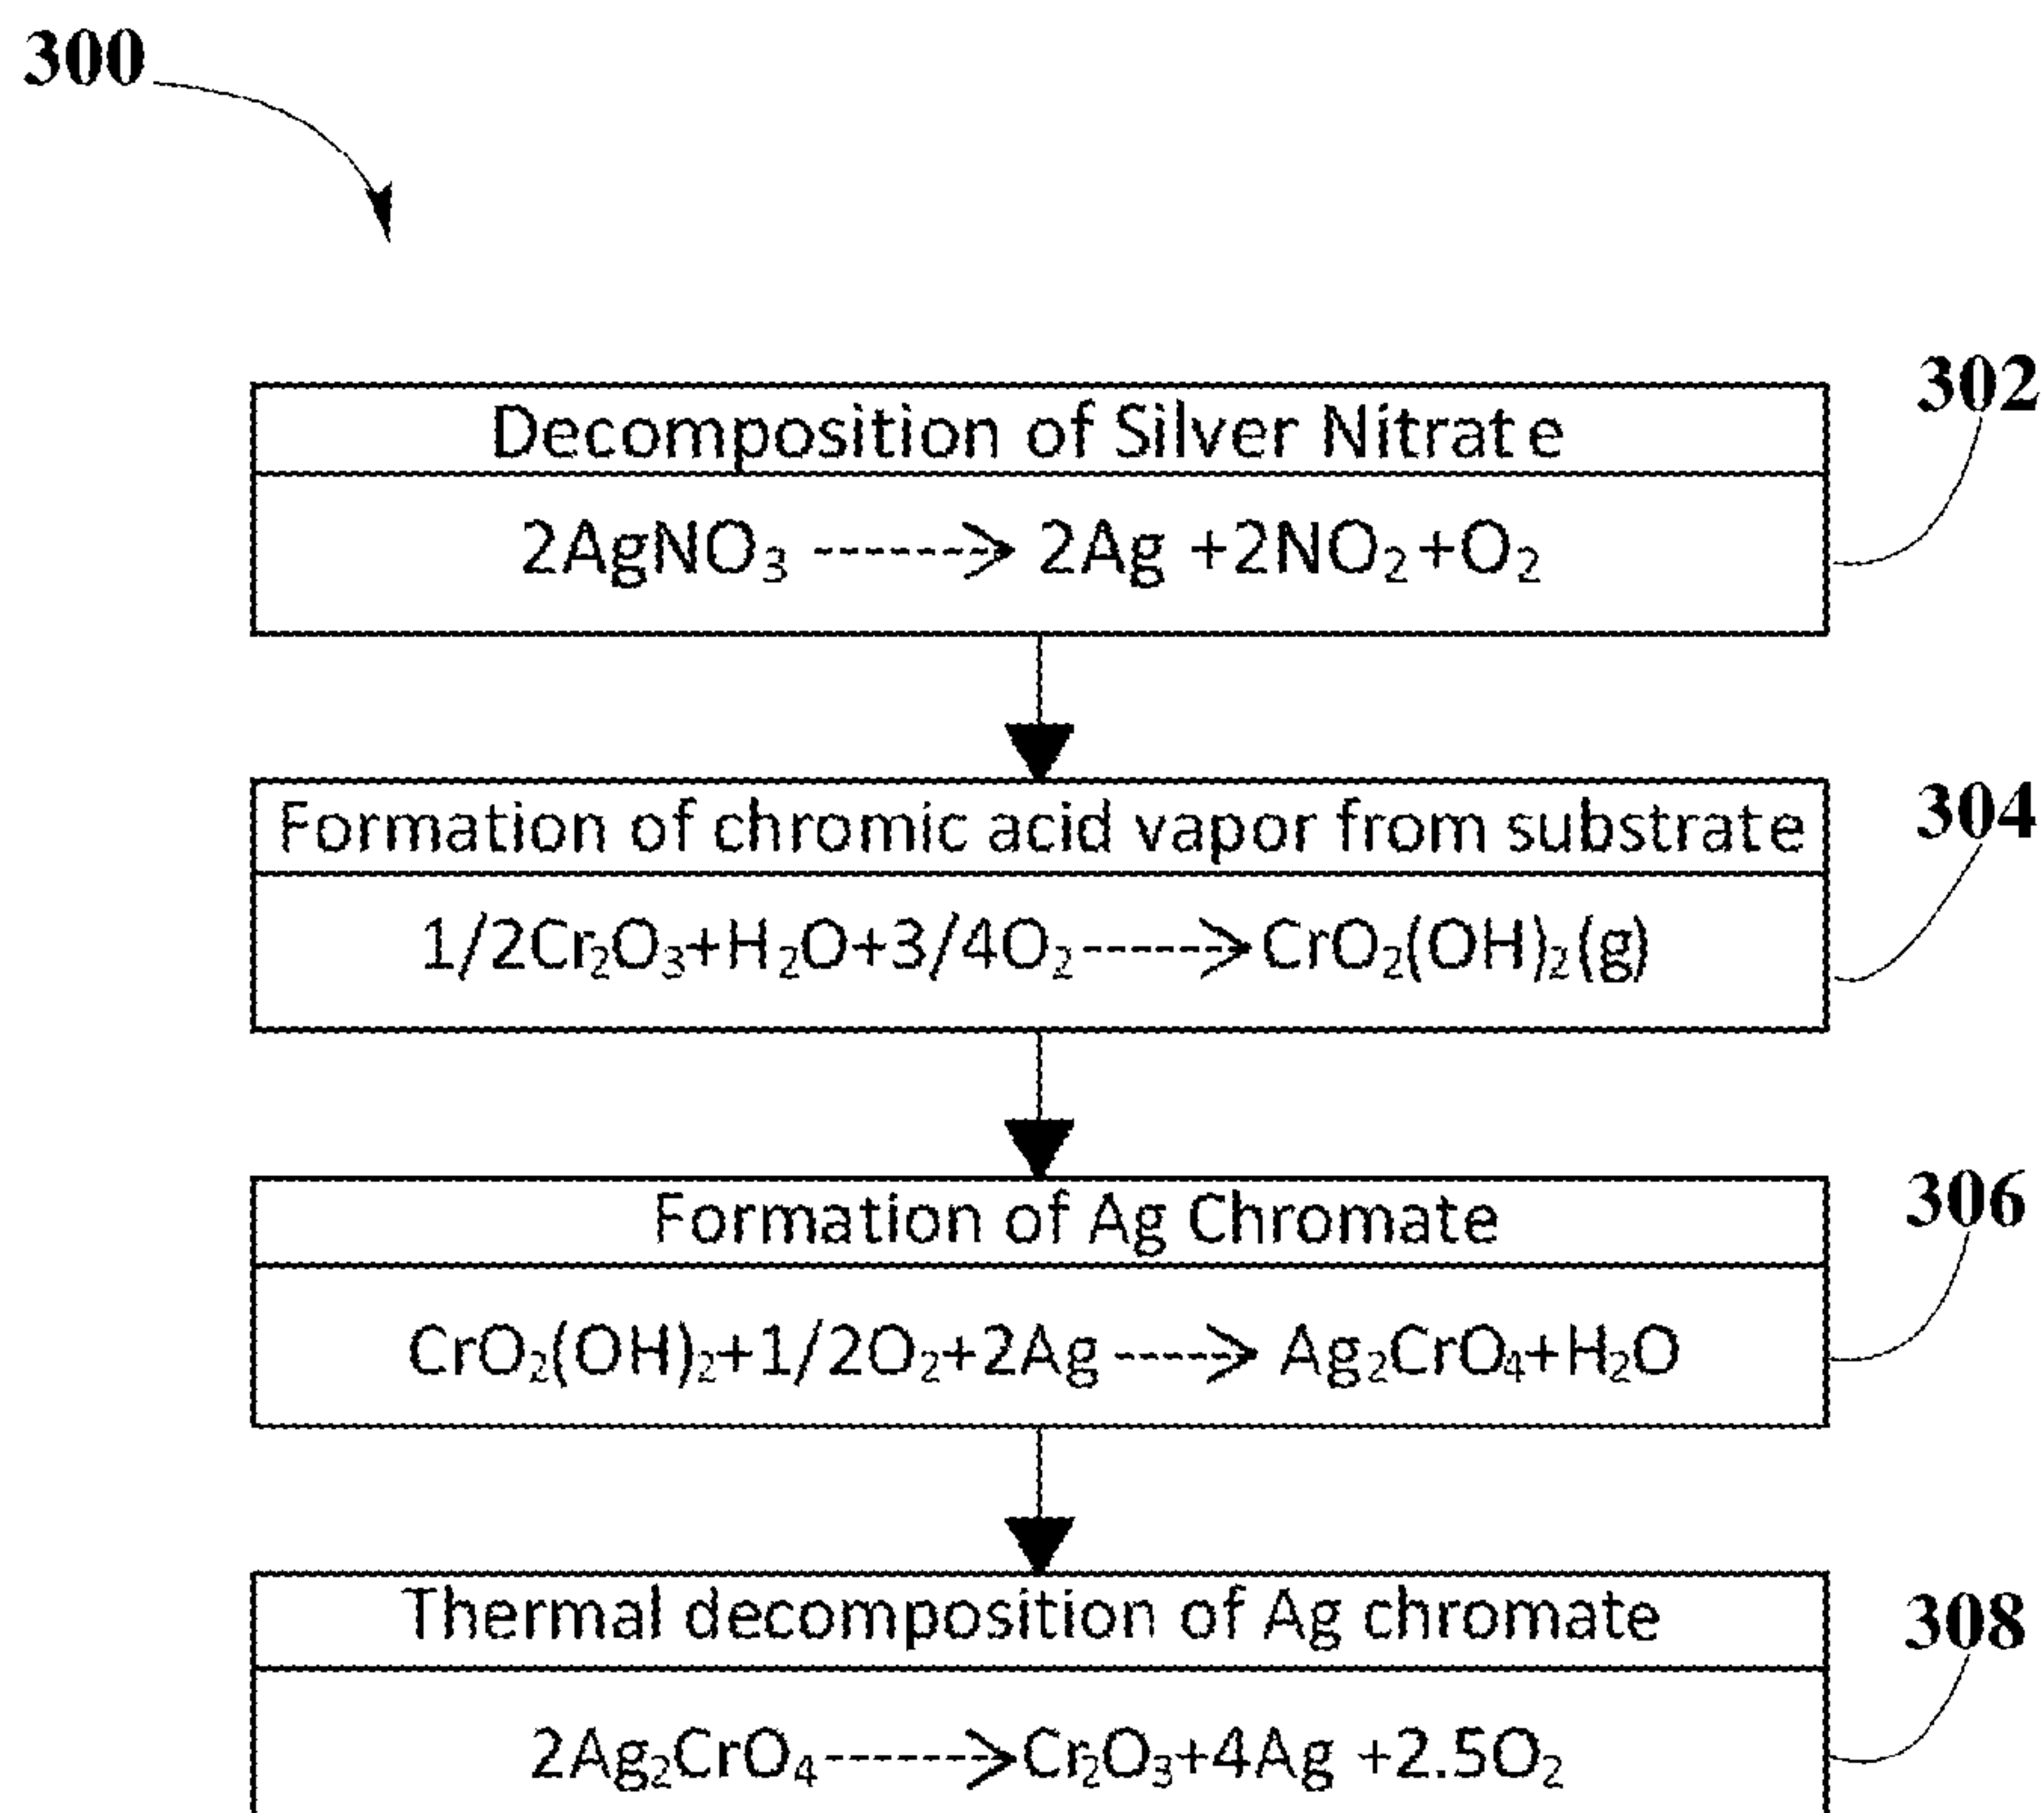 300
302
Decomposition of Silver Nitrate
2AgNO₃ -------> 2Ag +2NO₂+O₂
304
Formation of chromic acid vapor from substrate
1/2Cr₂O₃+H₂O+3/4O₂------>CrO₂(OH)₂(g)
306
Formation of Ag Chromate
CrO₂(OH)₂+1/2O₂+2Ag ----> Ag₂CrO₄+H₂O
308
Thermal decomposition of Ag chromate
2Ag₂CrO₄------->Cr₂O₃+4Ag +2.5O₂